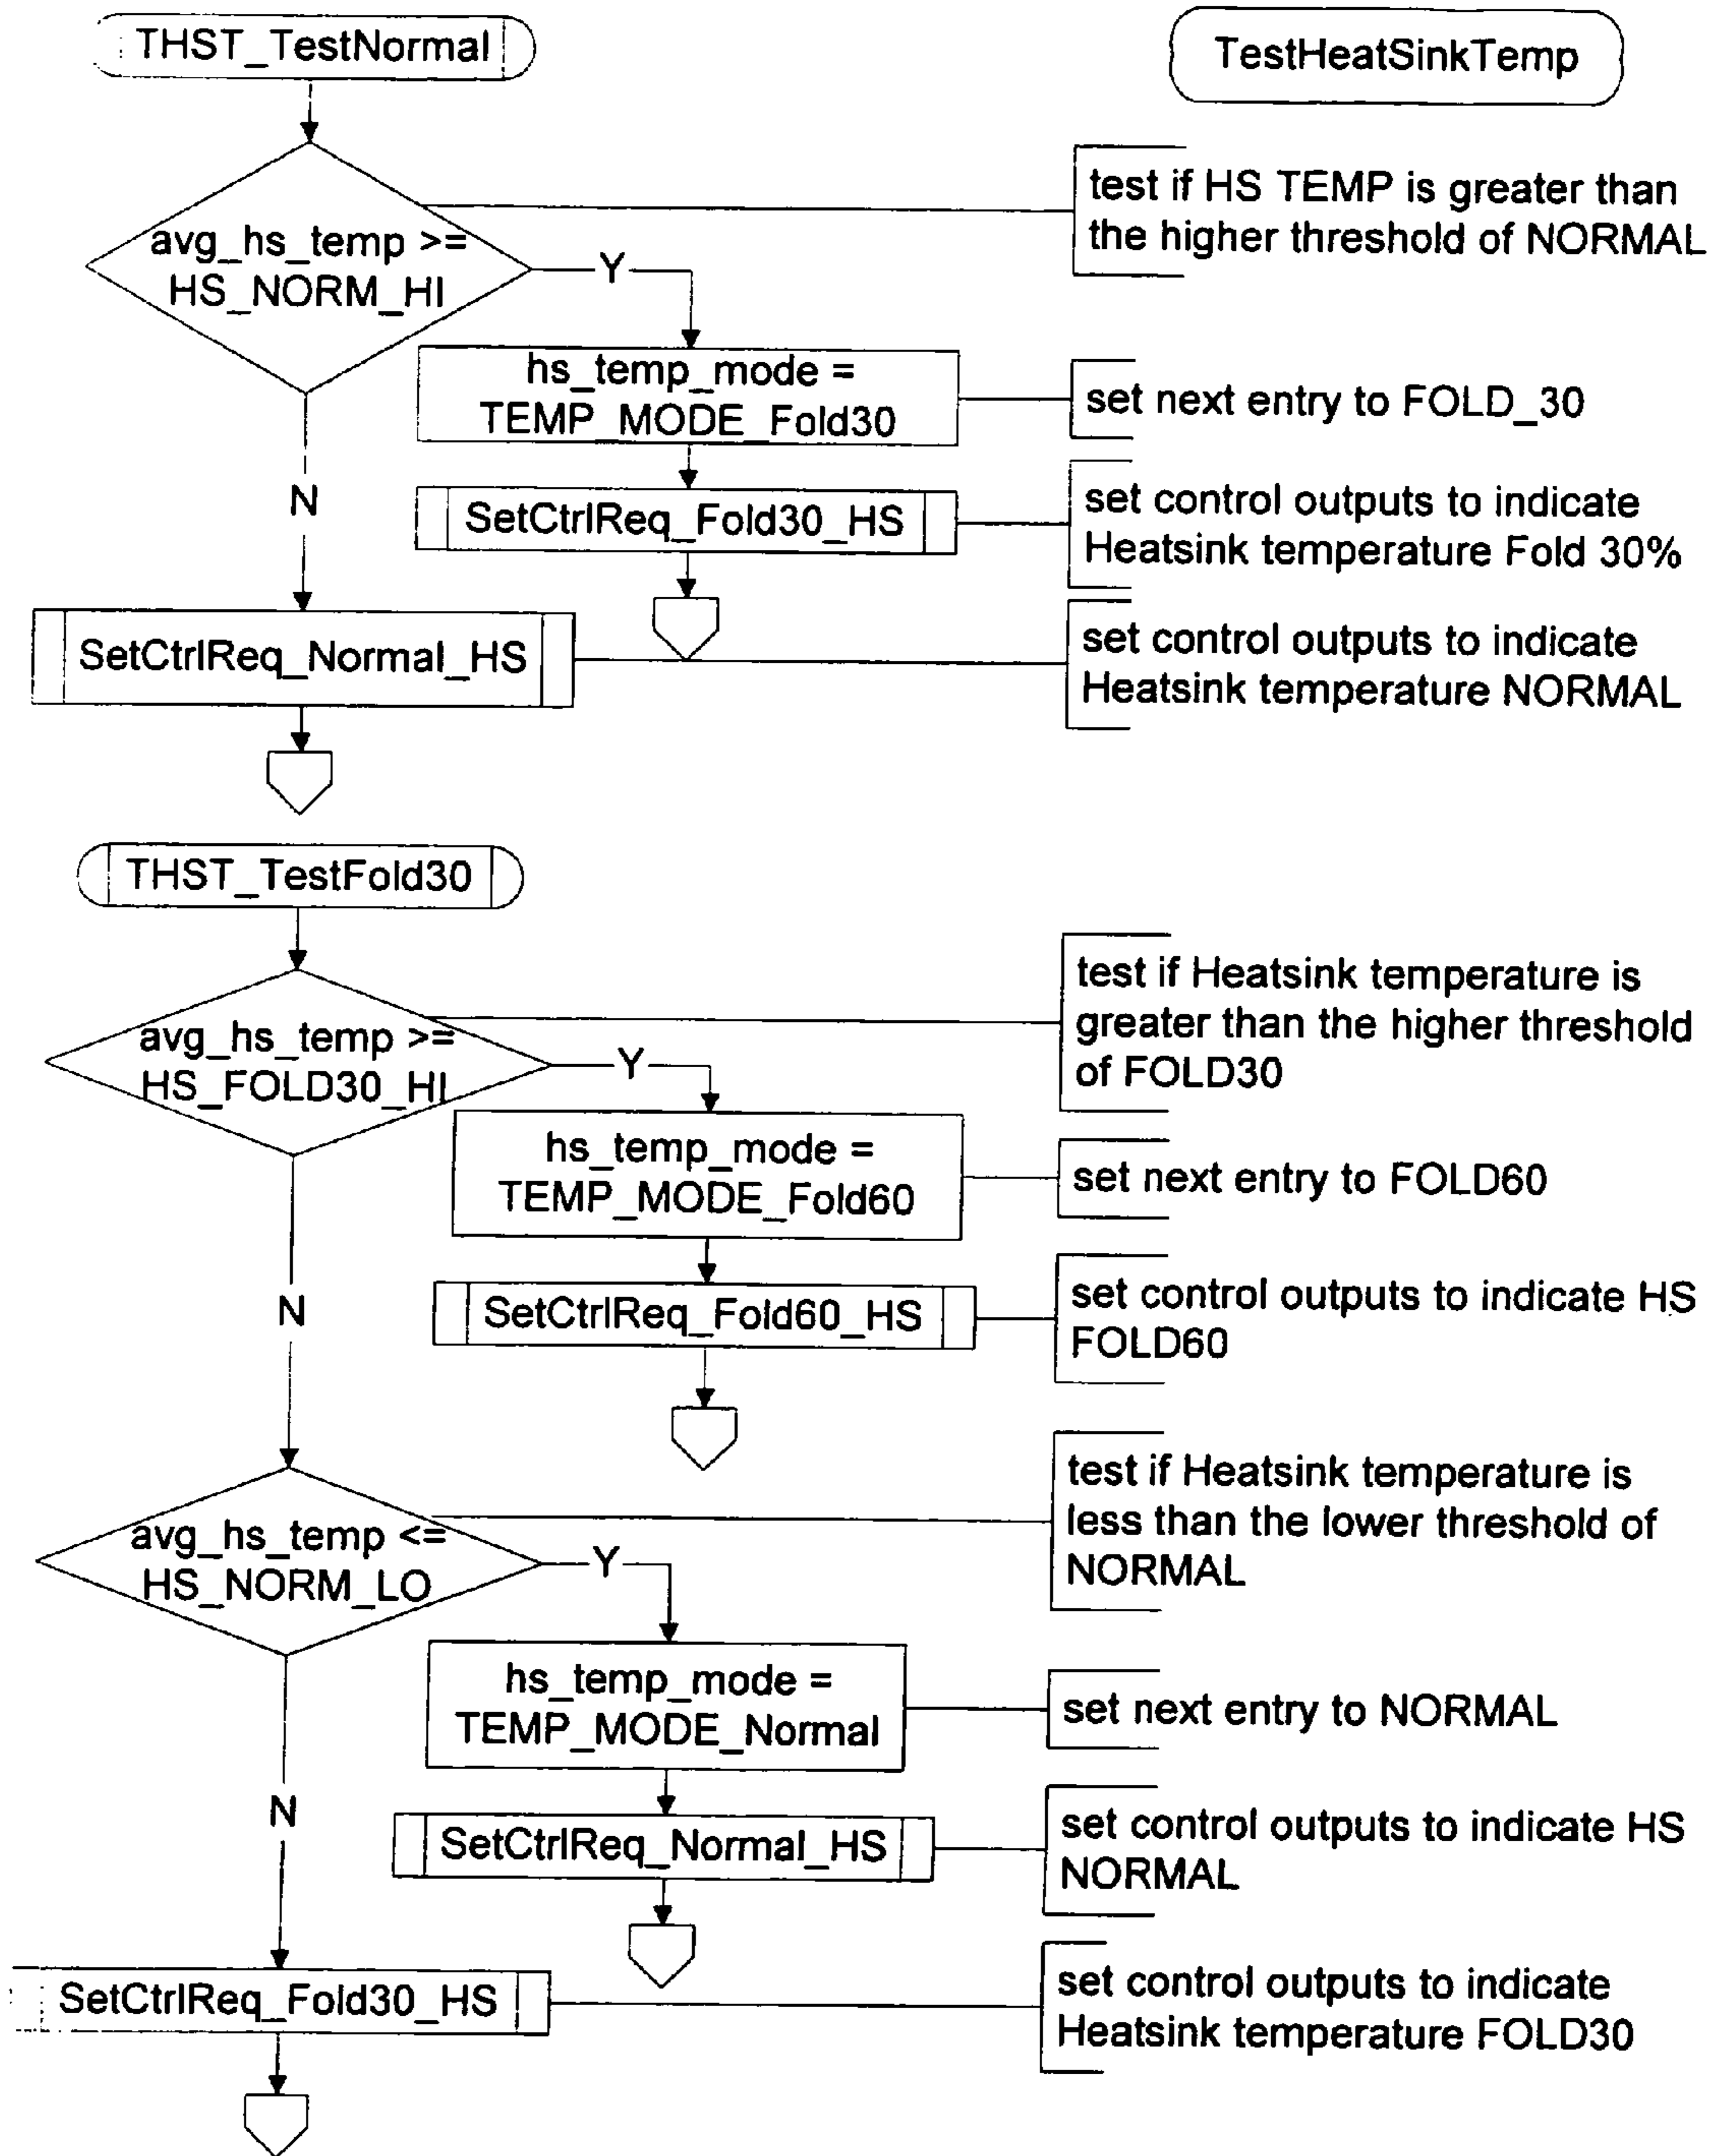 THST_TestNormal
TestHeatSinkTemp
test if HS TEMP is greater than
the higher threshold of NORMAL
avg_hs_temp >=
HS_NORM_HI
Y
hs_temp_mode =
TEMP_MODE_Fold30
set next entry to FOLD_30
N
SetCtrlReq_Fold30_HS
set control outputs to indicate
Heatsink temperature Fold 30%
SetCtrlReq_Normal_HS
set control outputs to indicate
Heatsink temperature NORMAL
THST_TestFold30
test if Heatsink temperature is
greater than the higher threshold
of FOLD30
avg_hs_temp >=
HS_FOLD30_HI
Y
hs_temp_mode =
TEMP_MODE_Fold60
set next entry to FOLD60
N
SetCtrlReq_Fold60_HS
set control outputs to indicate HS
FOLD60
test if Heatsink temperature is
less than the lower threshold of
NORMAL
avg_hs_temp <=
HS_NORM_LO
Y
hs_temp_mode =
TEMP_MODE_Normal
set next entry to NORMAL
N
SetCtrlReq_Normal_HS
set control outputs to indicate HS
NORMAL
SetCtrlReq_Fold30_HS
set control outputs to indicate
Heatsink temperature FOLD30